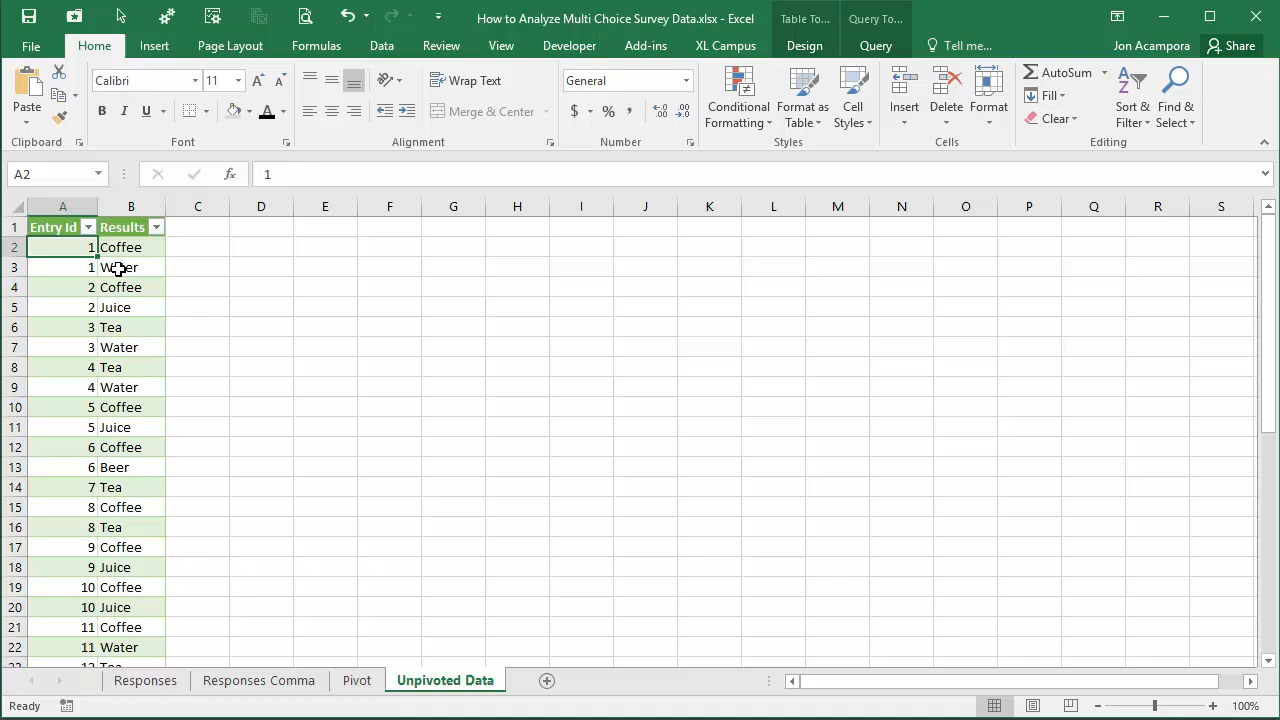 How to Analyze Multi Choice Survey Data.xlsx - Excel
Table To...
Query To...
File
Home
Insert
Page Layout
Formulas
Data
Review
View
Developer
Add-ins
XL Campus
Design
Query
Tell me...
Jon Acampora
Share
Paste
Clipboard
Calibri
11
B I U
Font
Wrap Text
Merge & Center
Alignment
General
$ % ,
Number
Conditional Formatting
Format as Table
Cell Styles
Styles
Insert
Delete
Format
Cells
AutoSum
Fill
Clear
Sort & Filter
Find & Select
Editing
A2
fx
1
A B C D E F G H I J K L M N O P Q R S
1 Entry Id Results
2 1 Coffee
3 1 Water
4 2 Coffee
5 2 Juice
6 3 Tea
7 3 Water
8 4 Tea
9 4 Water
10 5 Coffee
11 5 Juice
12 6 Coffee
13 6 Beer
14 7 Tea
15 8 Coffee
16 8 Tea
17 9 Coffee
18 9 Juice
19 10 Coffee
20 10 Juice
21 11 Coffee
22 11 Water
23 12 Tea
Responses
Responses Comma
Pivot
Unpivoted Data
Ready
100%